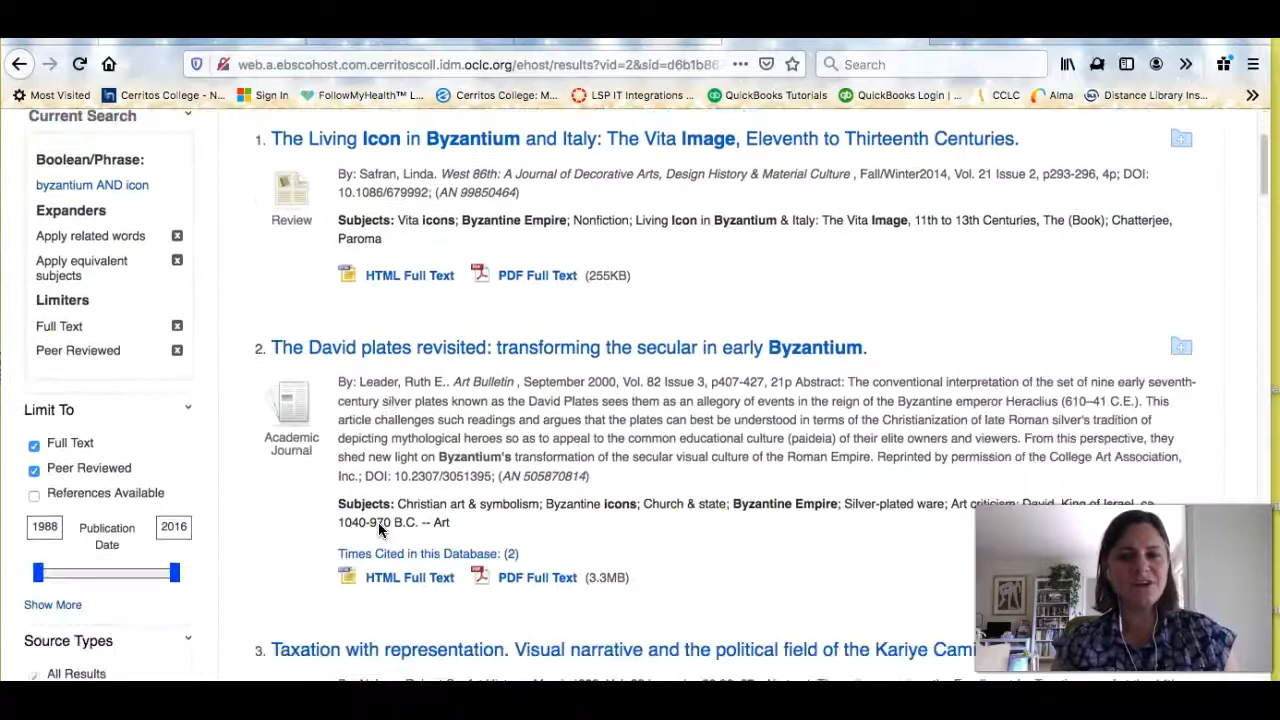 web.a.ebscohost.com.cerritoscoll.idm.oclc.org/ehost/results?vid=2&sid=d6b1b86 ••• Search
Most Visited Cerritos College - N... Sign In FollowMyHealth™ L... Cerritos College: M... LSP IT Integrations ... QuickBooks Tutorials QuickBooks Login | ... CCLC Alma Distance Library Ins...
Current Search
Boolean/Phrase:
byzantium AND icon
Expanders
Apply related words
Apply equivalent
subjects
Limiters
Full Text
Peer Reviewed
Limit To
Full Text
Peer Reviewed
References Available
1988 Publication Date 2016
Show More
Source Types
All Results
1. The Living Icon in Byzantium and Italy: The Vita Image, Eleventh to Thirteenth Centuries.
Review
By: Safran, Linda. West 86th: A Journal of Decorative Arts, Design History & Material Culture , Fall/Winter2014, Vol. 21 Issue 2, p293-296, 4p; DOI:
10.1086/679992; (AN 99850464)
Subjects: Vita icons; Byzantine Empire; Nonfiction; Living Icon in Byzantium & Italy: The Vita Image, 11th to 13th Centuries, The (Book); Chatterjee,
Paroma
HTML Full Text PDF Full Text (255KB)
2. The David plates revisited: transforming the secular in early Byzantium.
Academic
Journal
By: Leader, Ruth E.. Art Bulletin , September 2000, Vol. 82 Issue 3, p407-427, 21p Abstract: The conventional interpretation of the set of nine early seventh-
century silver plates known as the David Plates sees them as an allegory of events in the reign of the Byzantine emperor Heraclius (610–41 C.E.). This
article challenges such readings and argues that the plates can best be understood in terms of the Christianization of late Roman silver's tradition of
depicting mythological heroes so as to appeal to the common educational culture (paideia) of their elite owners and viewers. From this perspective, they
shed new light on Byzantium's transformation of the secular visual culture of the Roman Empire. Reprinted by permission of the College Art Association,
Inc.; DOI: 10.2307/3051395; (AN 505870814)
Subjects: Christian art & symbolism; Byzantine icons; Church & state; Byzantine Empire; Silver-plated ware; Art criticism; David, King of Israel, ca.
1040-970 B.C. -- Art
Times Cited in this Database: (2)
HTML Full Text PDF Full Text (3.3MB)
3. Taxation with representation. Visual narrative and the political field of the Kariye Cami